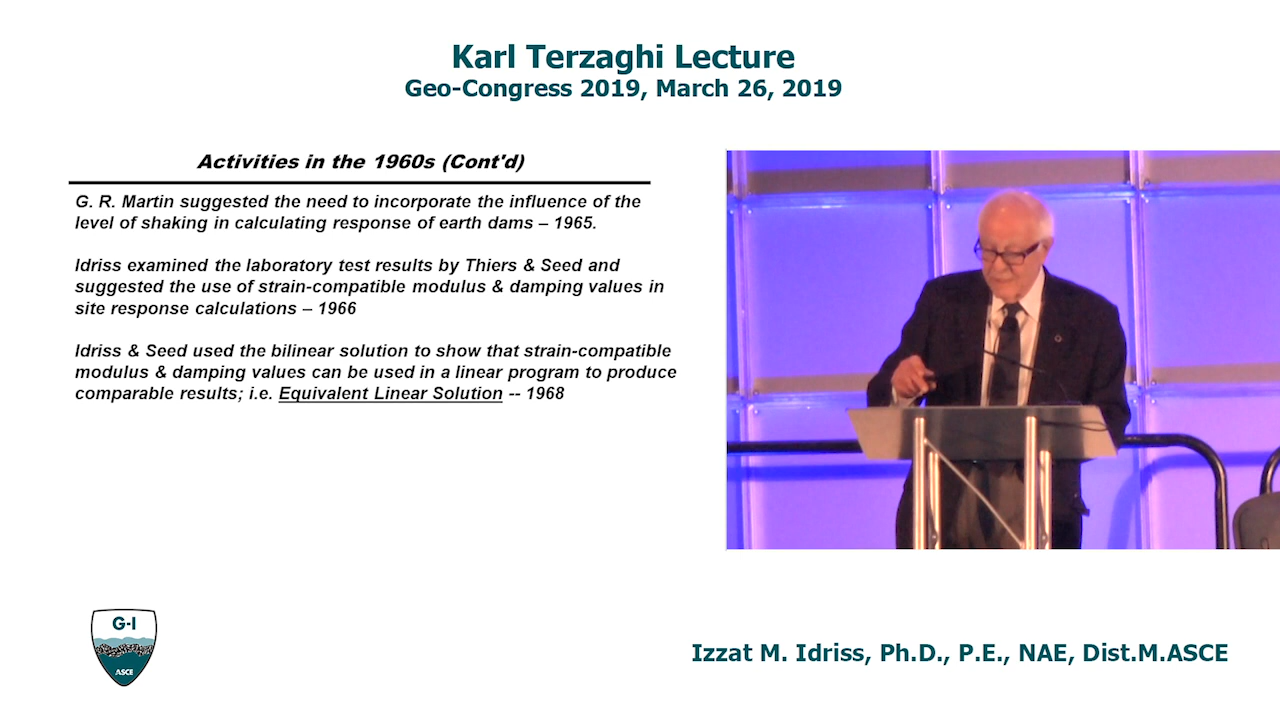 Karl Terzaghi Lecture
Geo-Congress 2019, March 26, 2019
Activities in the 1960s (Cont'd)
G. R. Martin suggested the need to incorporate the influence of the
level of shaking in calculating response of earth dams – 1965.
Idriss examined the laboratory test results by Thiers & Seed and
suggested the use of strain-compatible modulus & damping values in
site response calculations – 1966
Idriss & Seed used the bilinear solution to show that strain-compatible
modulus & damping values can be used in a linear program to produce
comparable results; i.e. Equivalent Linear Solution -- 1968
G-I
ASCE
Izzat M. Idriss, Ph.D., P.E., NAE, Dist.M.ASCE